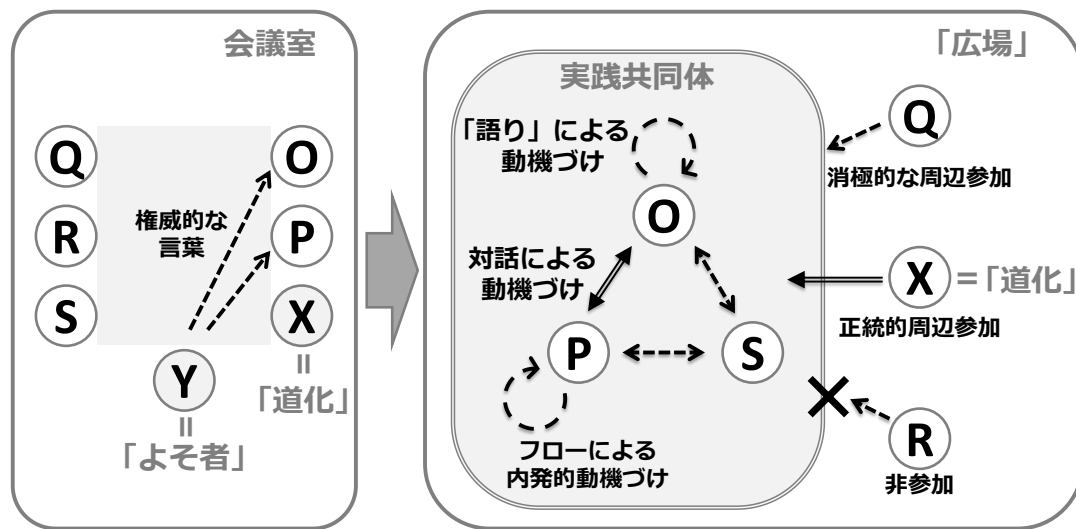 会議室
Q
O
権威的な
言葉
R
P
S
X
Y
=
「道化」
=
「よそ者」
「広場」
実践共同体
「語り」による
動機づけ
O
対話による
動機づけ
P
S
フローによる
内発的動機づけ
Q
消極的な周辺参加
X=「道化」
正統的周辺参加
R
非参加